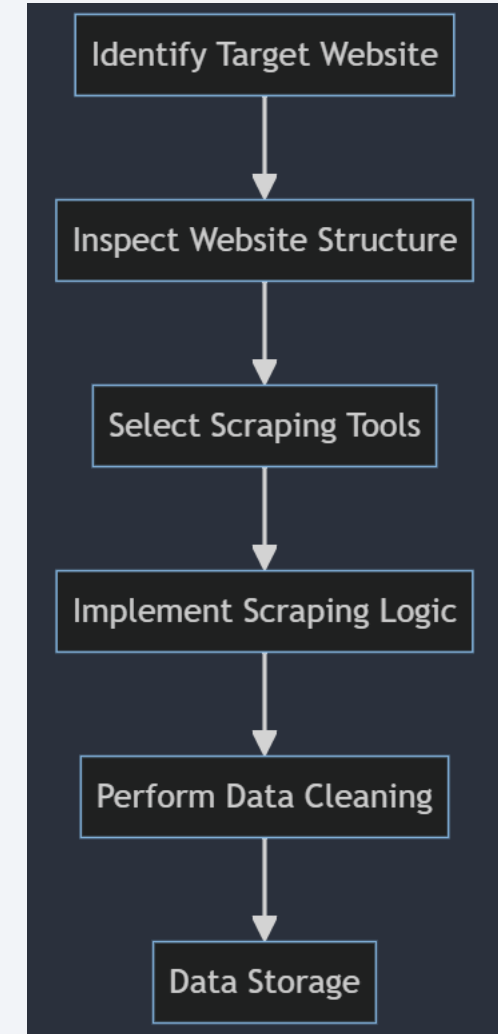 Identify Target Website
Inspect Website Structure
Select Scraping Tools
Implement Scraping Logic
Perform Data Cleaning
Data Storage